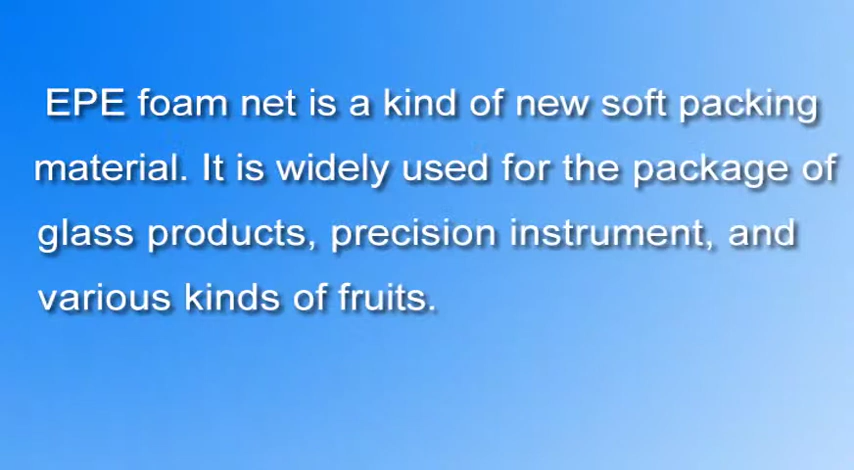 EPE foam net is a kind of new soft packing
material. It is widely used for the package of
glass products, precision instrument, and
various kinds of fruits.